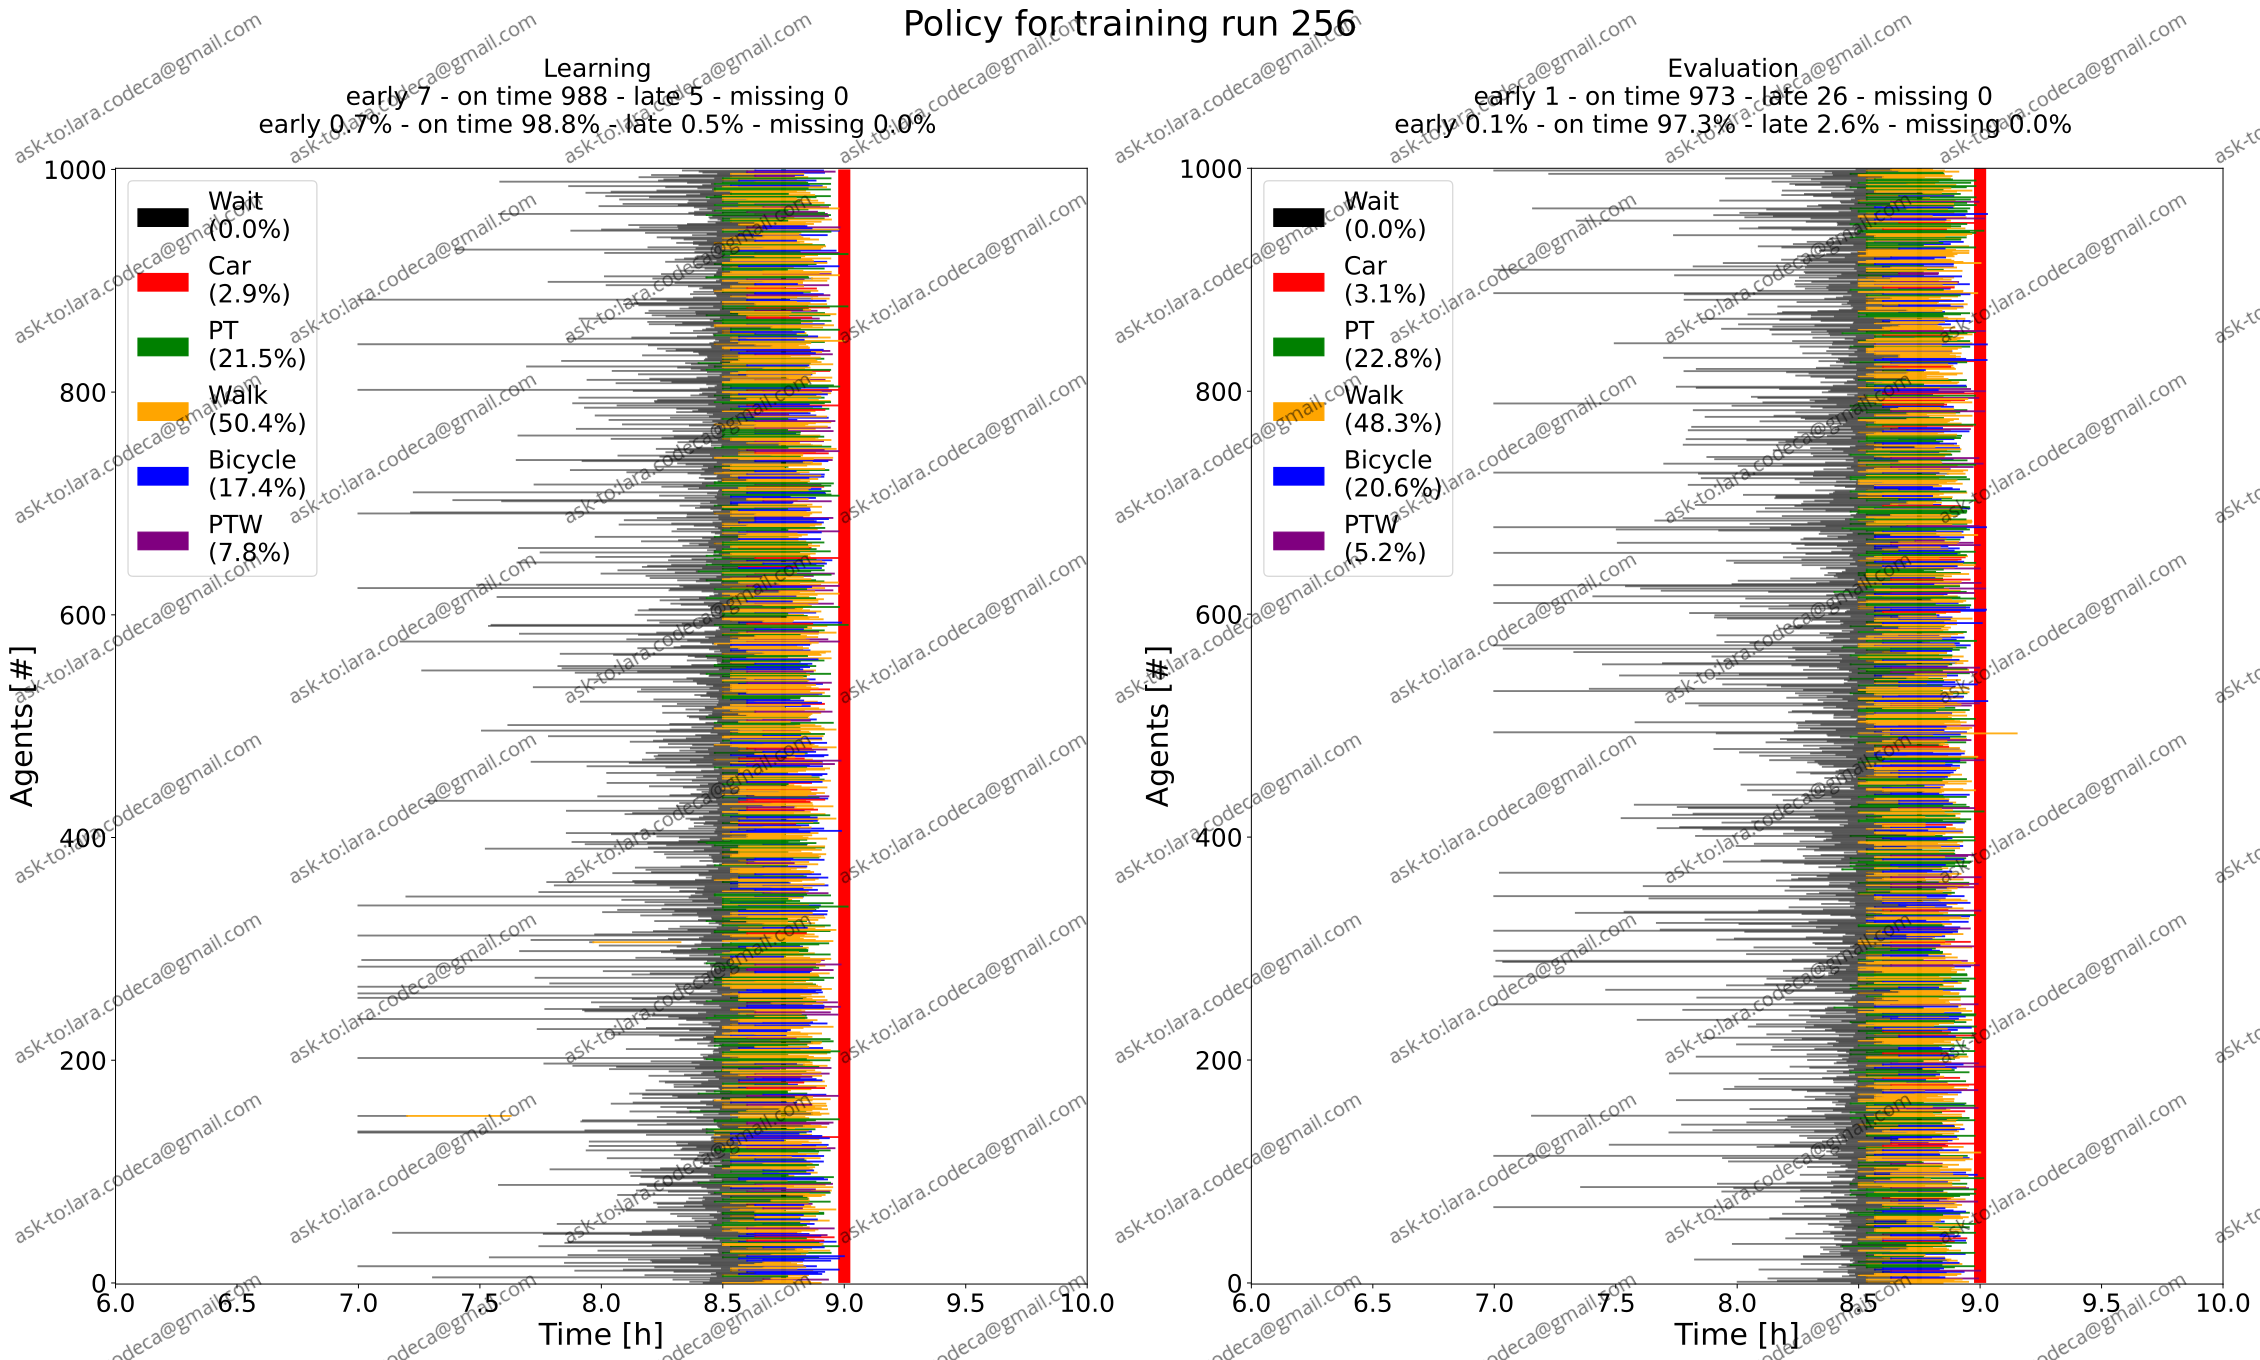 Policy for training run 256
Learning
early 7 - on time 988 - late 5 - missing 0
early 0.7% - on time 98.8% - late 0.5% - missing 0.0%
1000
800
600
400
200
0
Agents [#]
Wait
(0.0%)
Car
(2.9%)
PT
(21.5%)
Walk
(50.4%)
Bicycle
(17.4%)
PTW
(7.8%)
6.0 6.5 7.0 7.5 8.0 8.5 9.0 9.5 10.0
Time [h]
Evaluation
early 1 - on time 973 - late 26 - missing 0
early 0.1% - on time 97.3% - late 2.6% - missing 0.0%
1000
800
600
400
200
0
Agents [#]
Wait
(0.0%)
Car
(3.1%)
PT
(22.8%)
Walk
(48.3%)
Bicycle
(20.6%)
PTW
(5.2%)
6.0 6.5 7.0 7.5 8.0 8.5 9.0 9.5 10.0
Time [h]
ask-to:lara.codeca@gmail.com